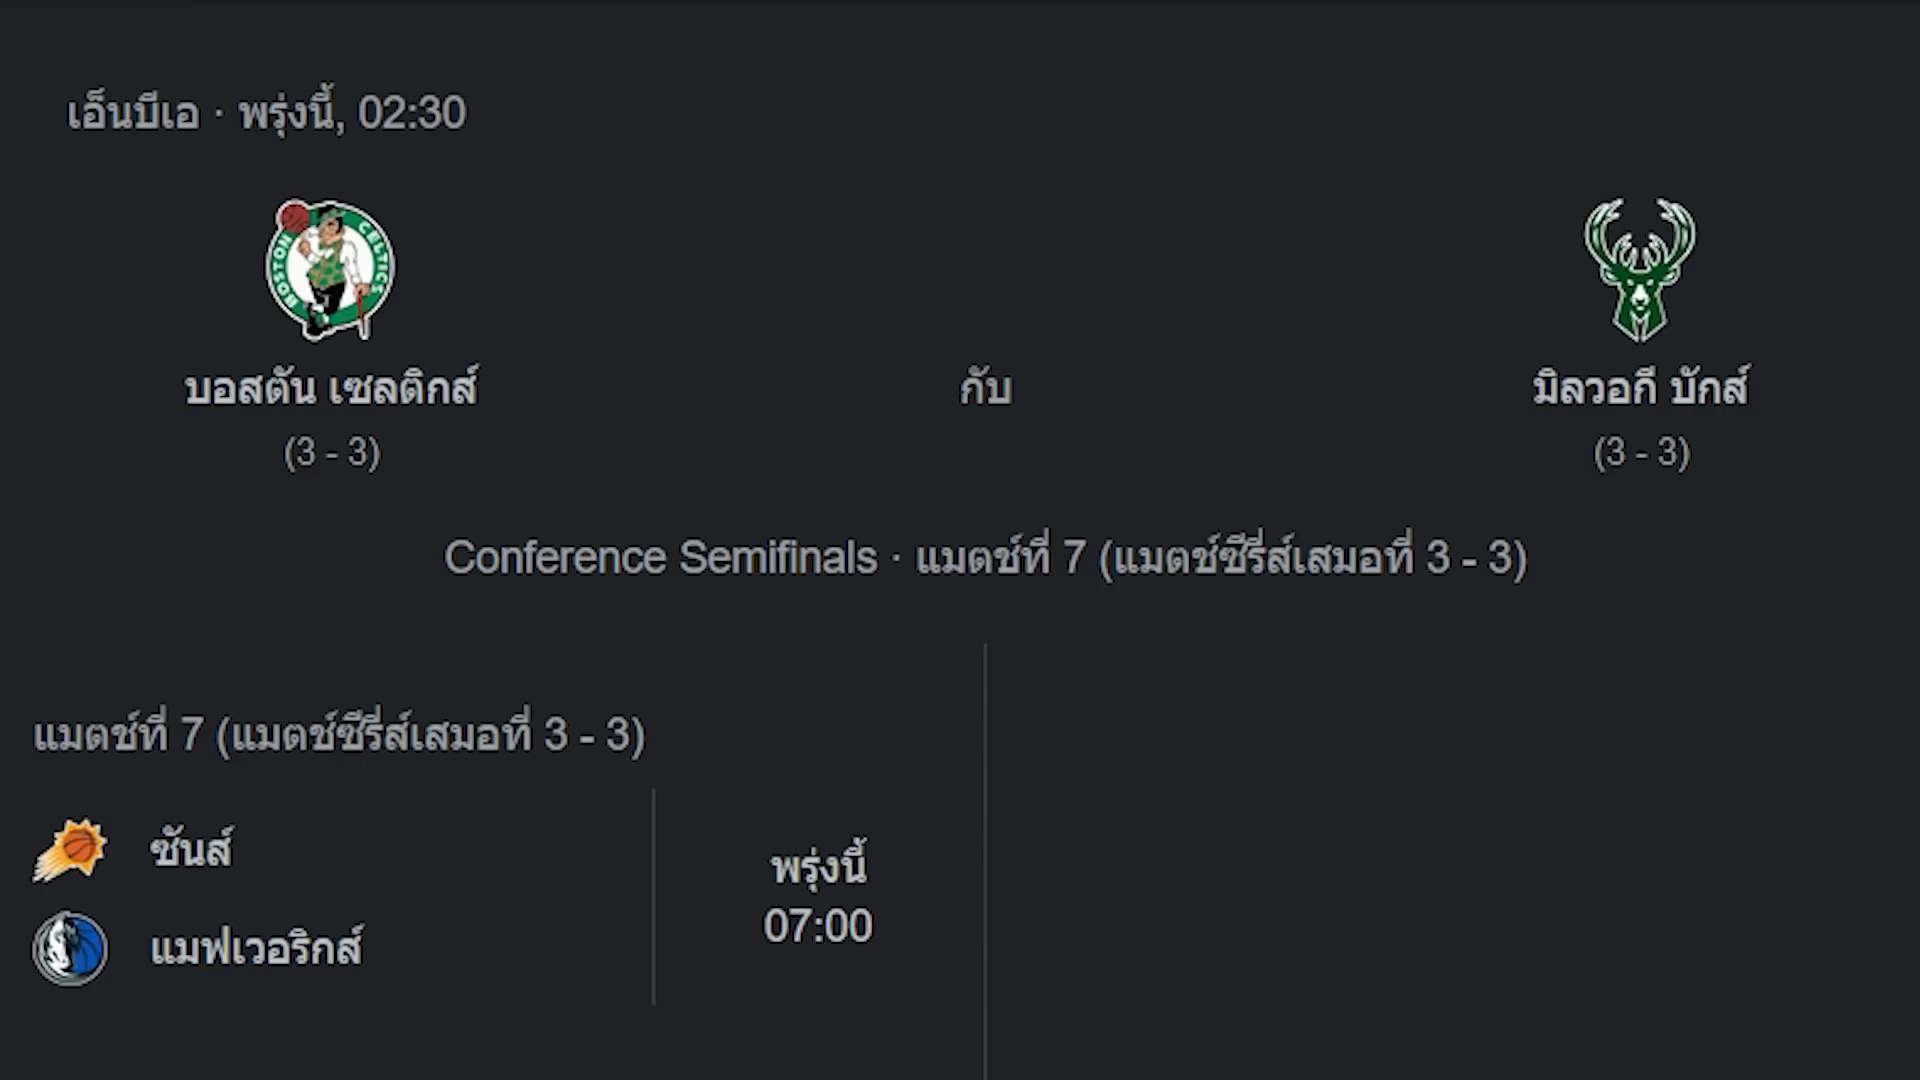 เอ็นบีเอ · พรุ่งนี้, 02:30
BOSTON CELTICS
บอสตัน เซลติกส์
(3 - 3)
กับ
มิลวอกี บักส์
(3 - 3)
Conference Semifinals · แมตช์ที่ 7 (แมตช์ซีรี่ส์เสมอที่ 3 - 3)
แมตช์ที่ 7 (แมตช์ซีรี่ส์เสมอที่ 3 - 3)
ซันส์
แมฟเวอริกส์
พรุ่งนี้
07:00